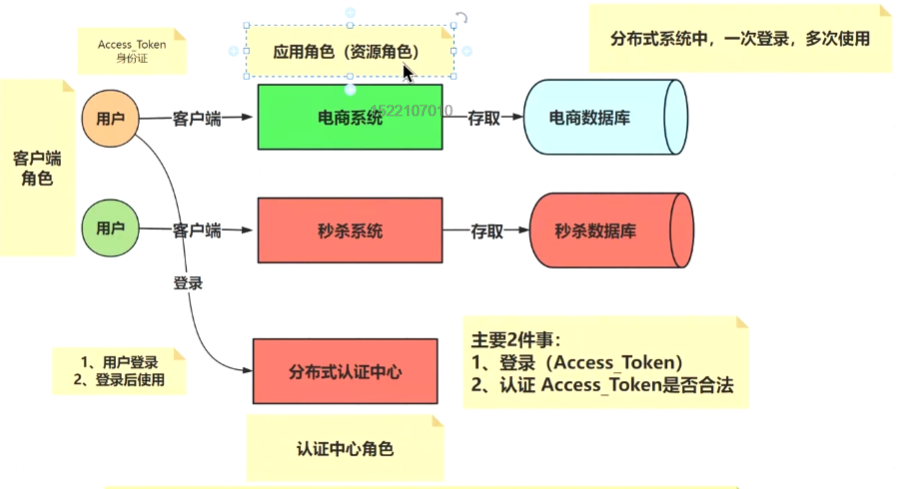 Access_Token
身份证
应用角色（资源角色）
分布式系统中，一次登录，多次使用
用户
客户端
电商系统
1522107010
存取
电商数据库
客户端
角色
用户
客户端
秒杀系统
存取
秒杀数据库
登录
1、用户登录
2、登录后使用
分布式认证中心
主要2件事：
1、登录（Access_Token）
2、认证 Access_Token是否合法
认证中心角色